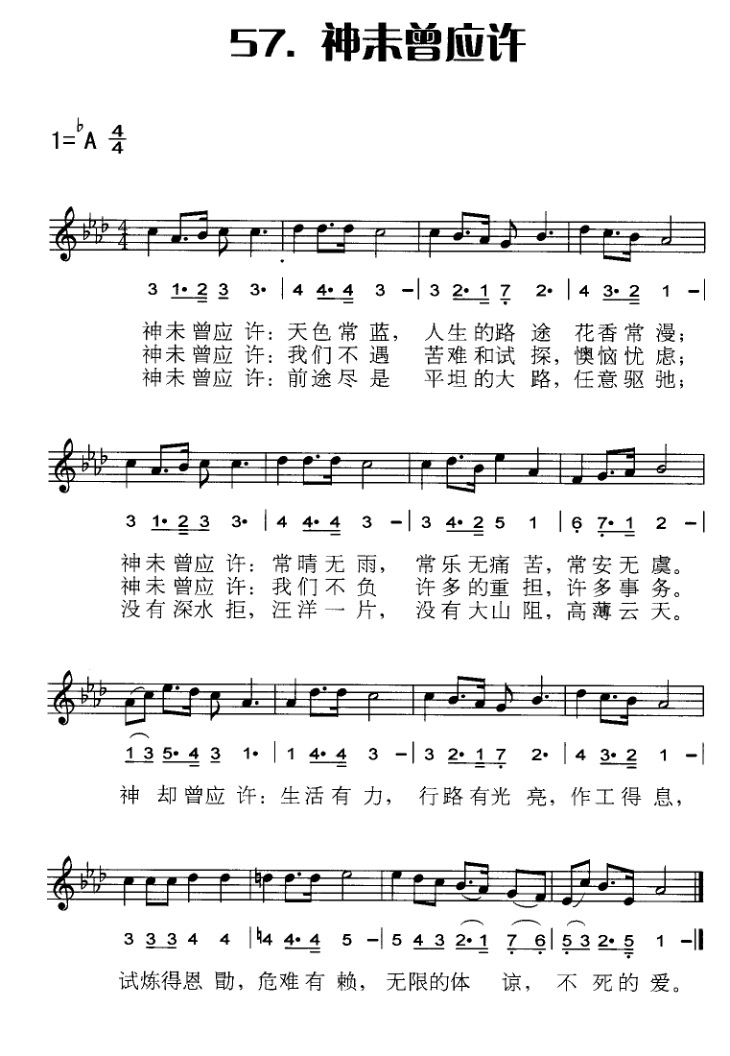 57. 神未曾应许
1=♭A 4/4
3 1· 2 3 3· | 4 4· 4 3 – | 3 2· 1 7 2· | 4 3· 2 1 – |
神未曾应许：天色常蓝，人生的路途 花香常漫；
神未曾应许：我们不遇 苦难和试探，懊恼忧虑；
神未曾应许：前途尽是 平坦的大路，任意驱驰；
3 1· 2 3 3· | 4 4· 4 3 – | 3 4· 2 5 1 | 6 7· 1 2 – |
神未曾应许：常晴无雨，常乐无痛苦，常安无虞。
神未曾应许：我们不负 许多的重担，许多事务。
没有深水拒，汪洋一片，没有大山阻，高薄云天。
1 3 5· 4 3 1· | 1 4· 4 3 – | 3 2· 1 7 2· | 4 3· 2 1 – |
神 却曾应许：生活有力，行路有光亮，作工得息，
3 3 3 4 4 | ♮4 4· 4 5 – | 5 4 3 2· 1 7 6 | 5 3 2· 5 1 – ||
试炼得恩勖，危难有赖，无限的体 谅，不死的爱。